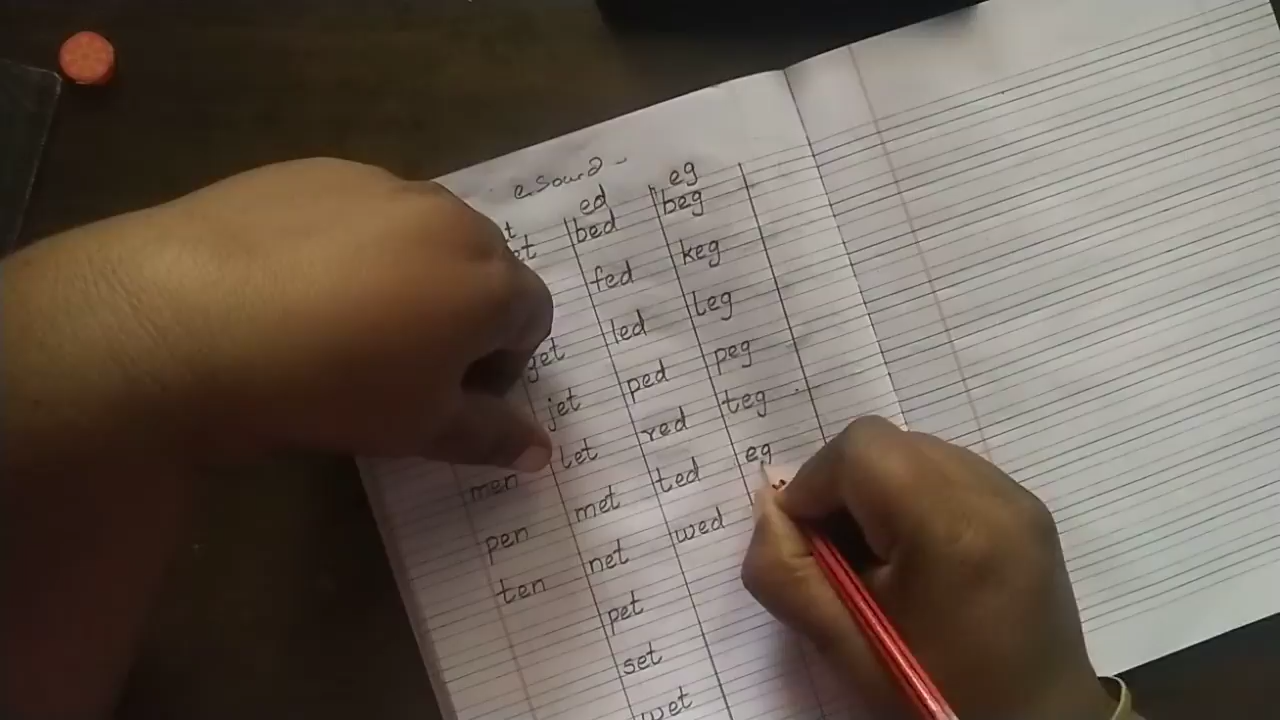 e Sound -
ed eg
bed beg
fed keg
get led leg
jet ped peg
let red teg
men met ted eg
pen net wed
ten pet
set
wet